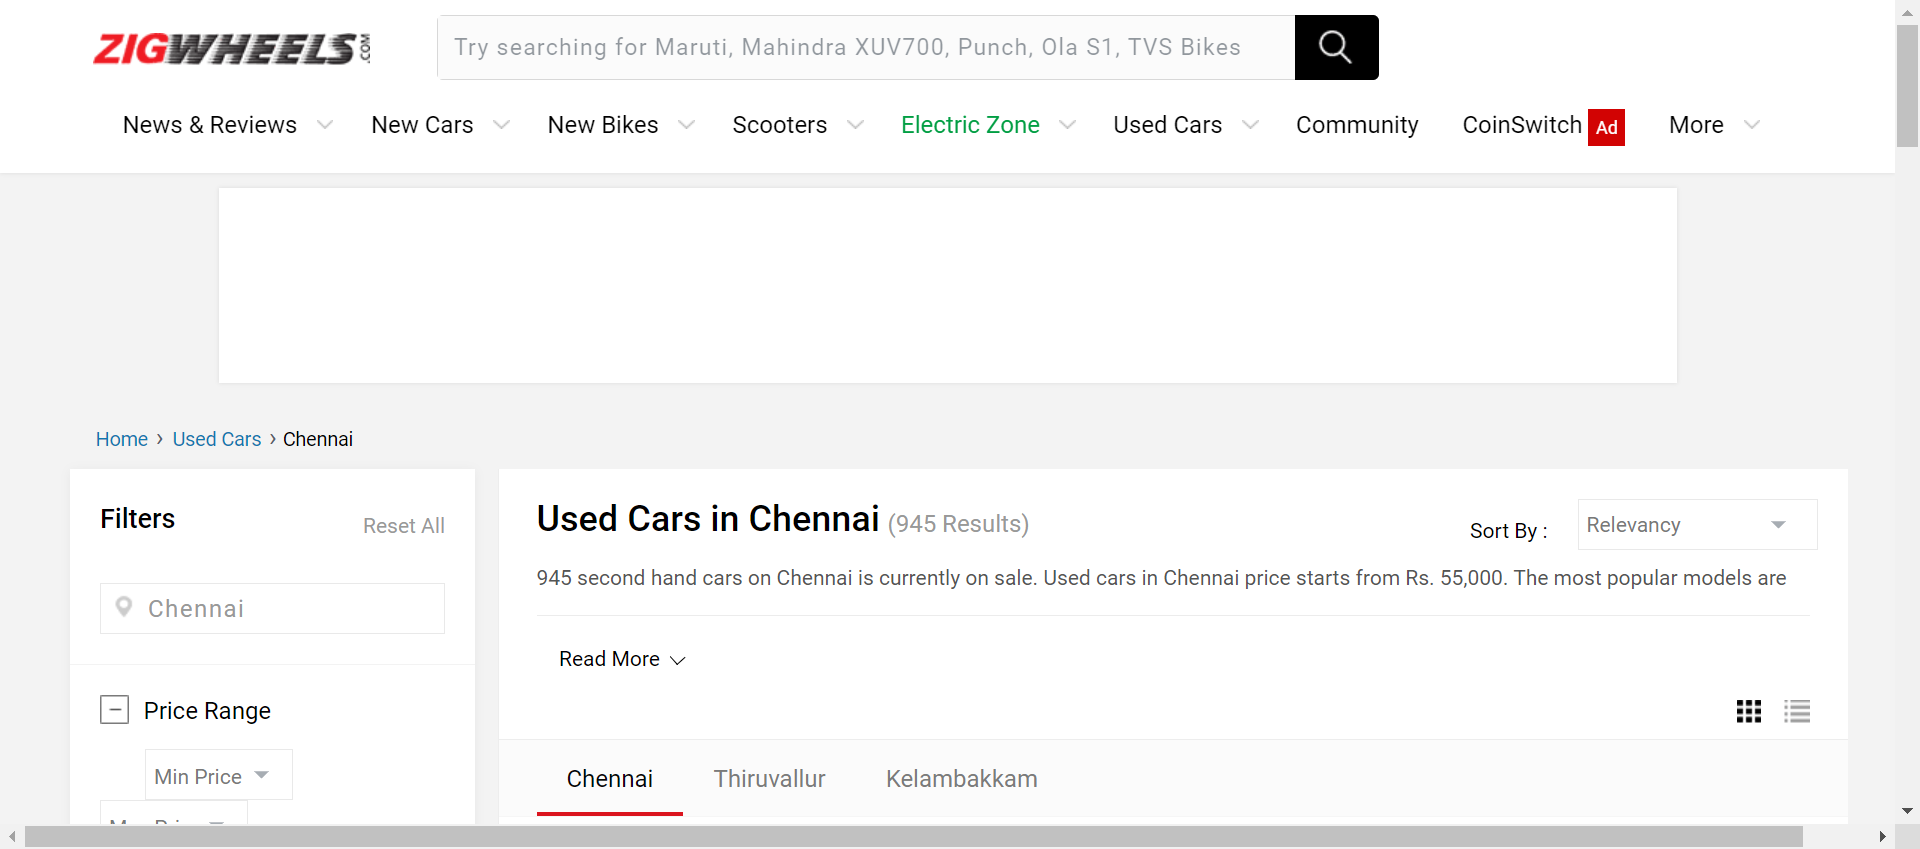 ZIGWHEELS.COM
Try searching for Maruti, Mahindra XUV700, Punch, Ola S1, TVS Bikes
News & Reviews New Cars New Bikes Scooters Electric Zone Used Cars Community CoinSwitch Ad More
Home › Used Cars › Chennai
Filters
Reset All
Chennai
Price Range
Min Price
Used Cars in Chennai (945 Results)
Sort By :
Relevancy
945 second hand cars on Chennai is currently on sale. Used cars in Chennai price starts from Rs. 55,000. The most popular models are
Read More
Chennai Thiruvallur Kelambakkam